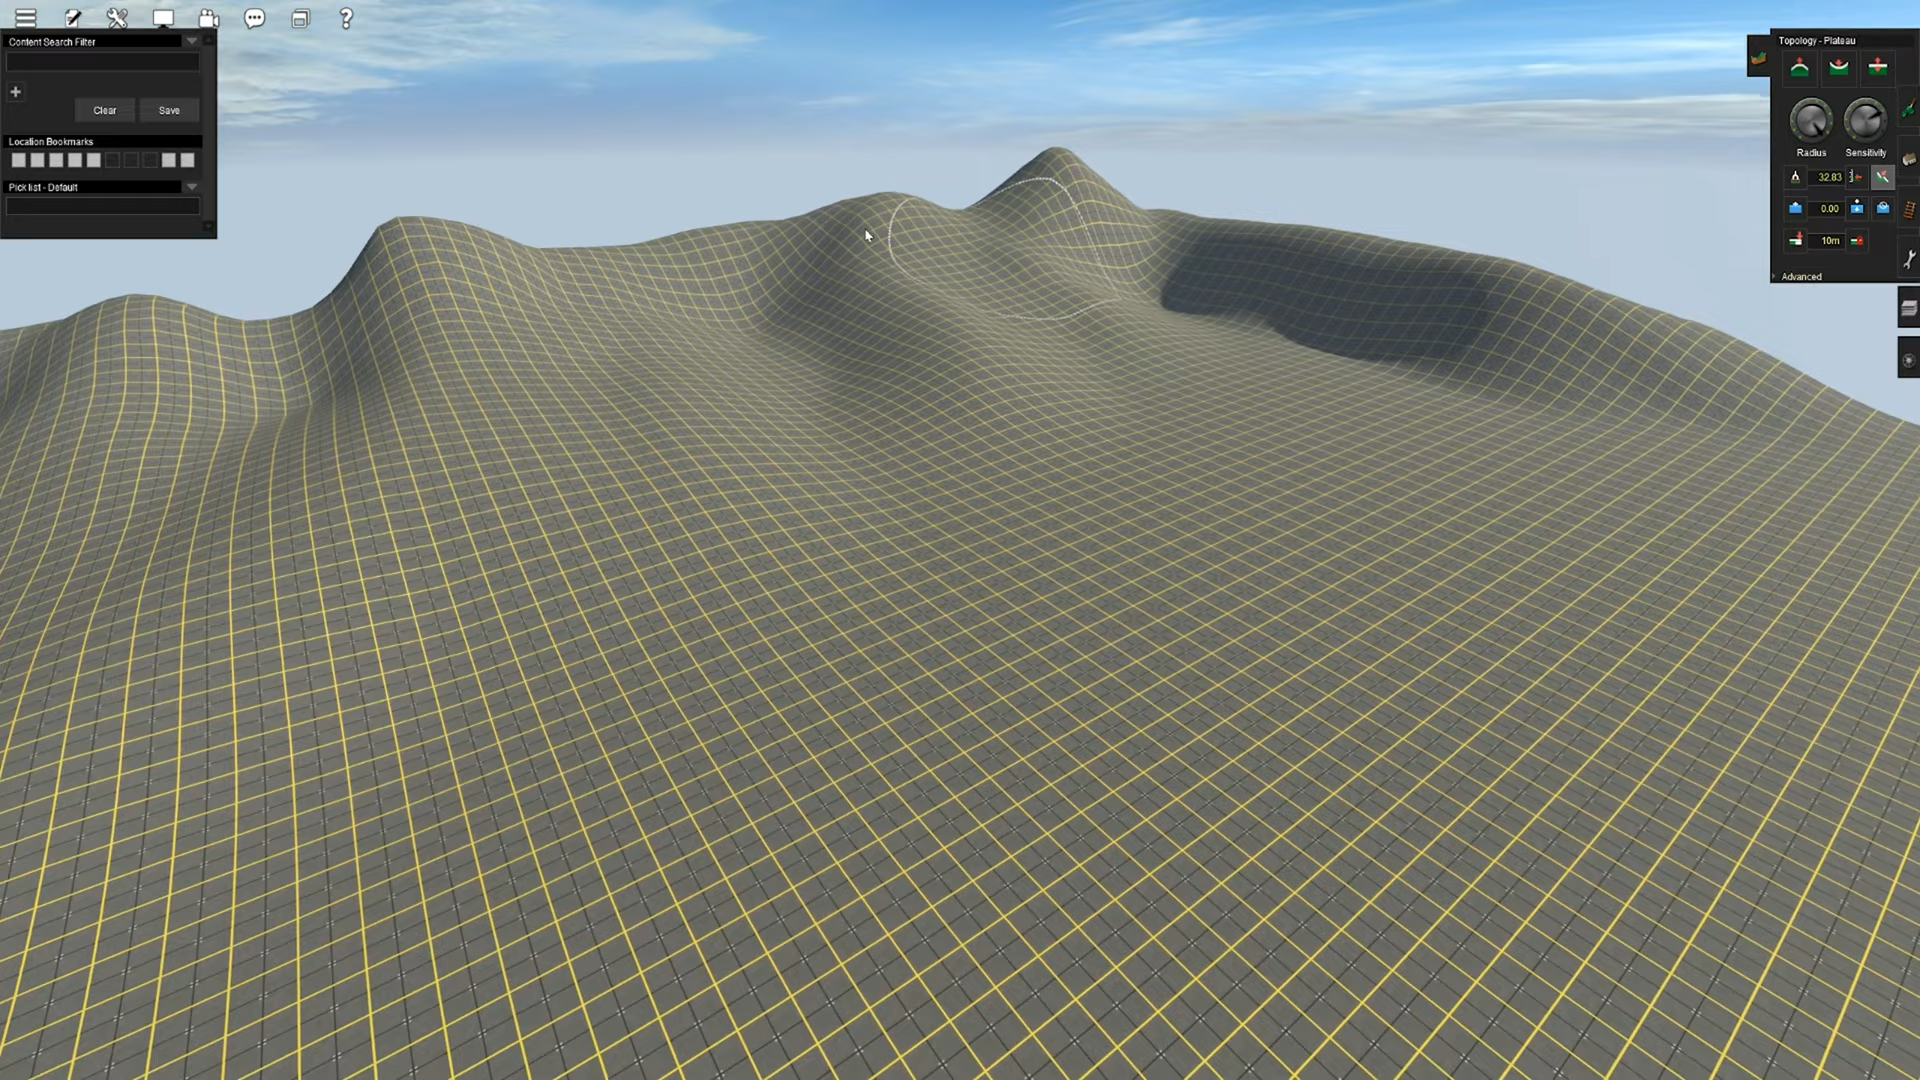 Content Search Filter
Clear Save
Location Bookmarks
Pick list - Default
Topology - Plateau
Radius Sensitivity
32.83
0.00
10m
Advanced